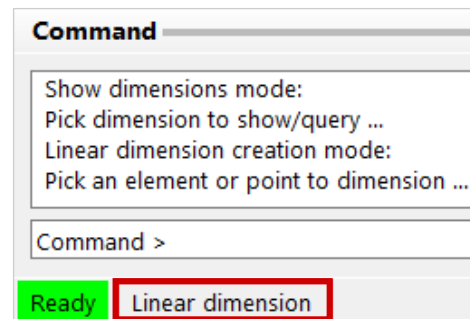 Command
Show dimensions mode:
Pick dimension to show/query ...
Linear dimension creation mode:
Pick an element or point to dimension ...
Command >
Ready Linear dimension